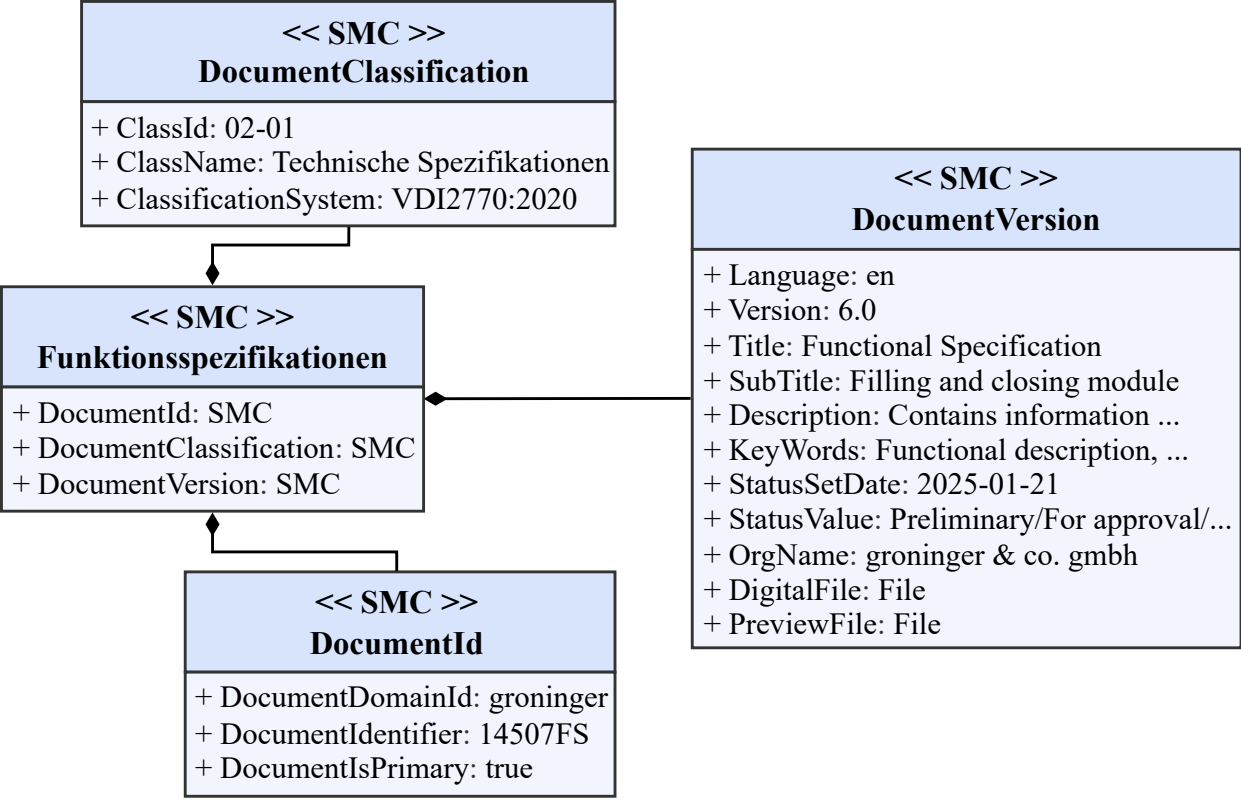 << SMC >>
DocumentClassification
+ ClassId: 02-01
+ ClassName: Technische Spezifikationen
+ ClassificationSystem: VDI2770:2020
<< SMC >>
Funktionsspezifikationen
+ DocumentId: SMC
+ DocumentClassification: SMC
+ DocumentVersion: SMC
<< SMC >>
DocumentId
+ DocumentDomainId: groninger
+ DocumentIdentifier: 14507FS
+ DocumentIsPrimary: true
<< SMC >>
DocumentVersion
+ Language: en
+ Version: 6.0
+ Title: Functional Specification
+ SubTitle: Filling and closing module
+ Description: Contains information ...
+ KeyWords: Functional description, ...
+ StatusSetDate: 2025-01-21
+ StatusValue: Preliminary/For approval/...
+ OrgName: groninger & co. gmbh
+ DigitalFile: File
+ PreviewFile: File